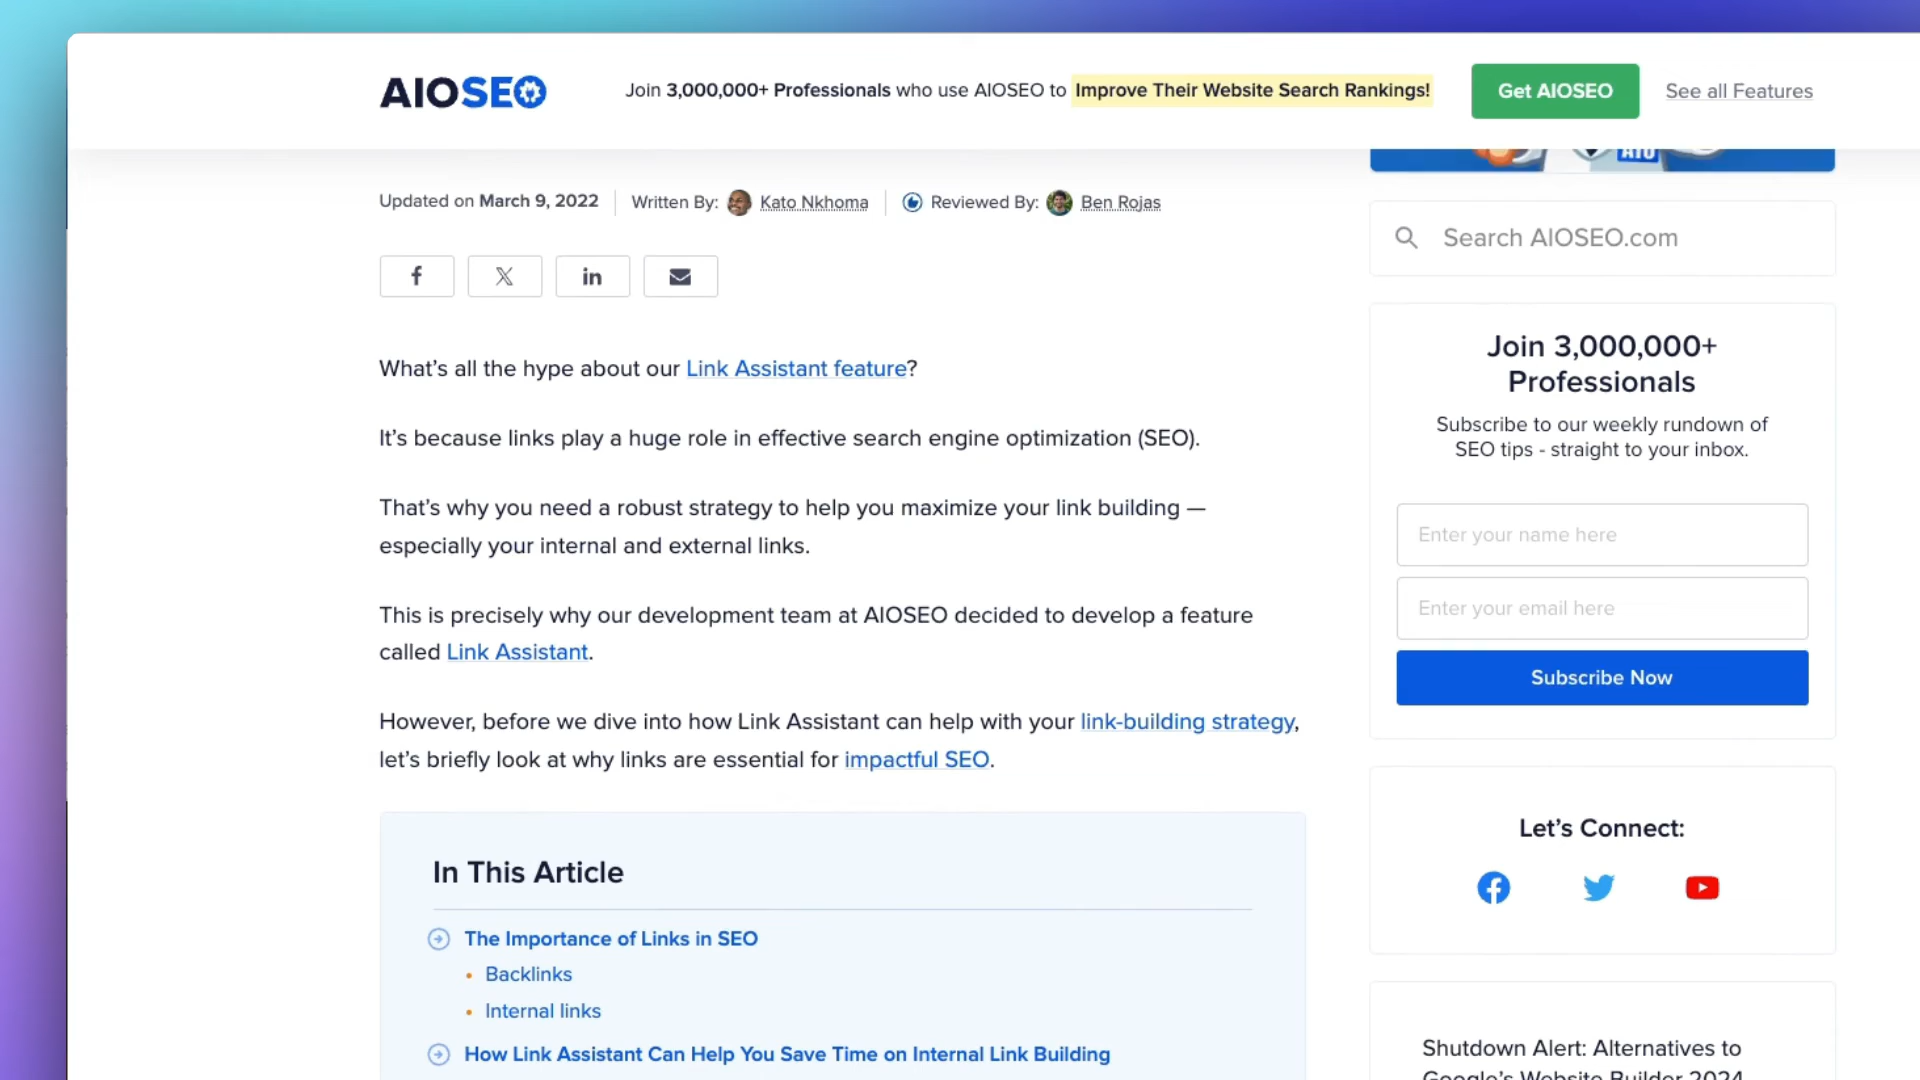 AIOSEO
Join 3,000,000+ Professionals who use AIOSEO to Improve Their Website Search Rankings!
Get AIOSEO
See all Features
Updated on March 9, 2022
Written By: Kato Nkhoma
Reviewed By: Ben Rojas
What's all the hype about our Link Assistant feature?
It's because links play a huge role in effective search engine optimization (SEO).
That's why you need a robust strategy to help you maximize your link building —
especially your internal and external links.
This is precisely why our development team at AIOSEO decided to develop a feature
called Link Assistant.
However, before we dive into how Link Assistant can help with your link-building strategy,
let's briefly look at why links are essential for impactful SEO.
In This Article
The Importance of Links in SEO
Backlinks
Internal links
How Link Assistant Can Help You Save Time on Internal Link Building
AIO
Search AIOSEO.com
Join 3,000,000+
Professionals
Subscribe to our weekly rundown of
SEO tips - straight to your inbox.
Enter your name here
Enter your email here
Subscribe Now
Let's Connect:
Shutdown Alert: Alternatives to
Google's Website Builder 2024